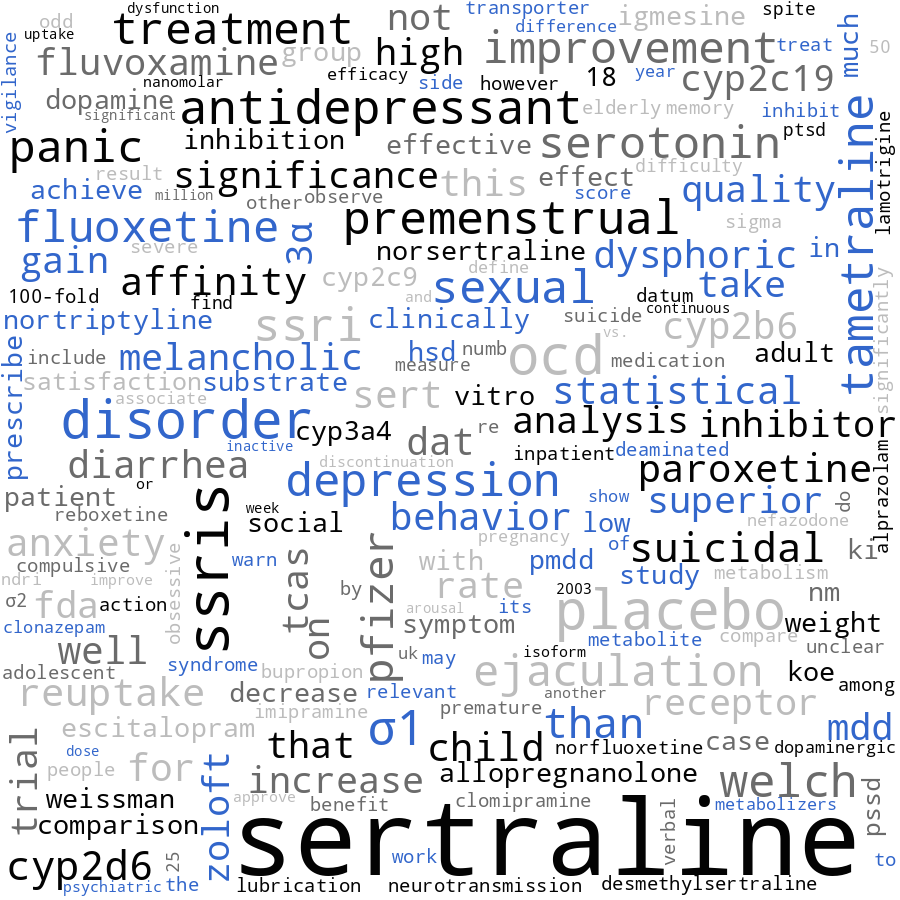 dysfunction
transporter
spite
odd
treatment
not
difference
igmesine
much
uptake
group
high
improvement
treat
50
vigilance
fluvoxamine
efficacy
18
year
cyp2c19
nanomolar
side
however
dopamine
antidepressant
elderly
memory
inhibit
significant
ptsd
tametraline
lamotrigine
panic
inhibition
effective
serotonin
result
significance
this
effect
difficulty
achieve
million
other
observe
score
quality
fluoxetine
3α
premenstrual
sigma
gain
severe
norsertraline
dysphoric
in
100-fold
affinity
cyp2c9
define
sexual
take
find
and
datum
continuous
significantly
nortriptyline
ssri
clinically
suicide
vs.
cyp2b6
prescribe
include
melancholic
hsd
numb
ocd
medication
adult
measure
satisfaction
substrate
sert
vitro
statistical
associate
disorder
cyp3a4
dat
re
analysis
inhibitor
inactive
inpatient
deaminated
alprazolam
diarrhea
discontinuation
paroxetine
patient
or
depression
show
superior
do
reboxetine
ssris
week
social
behavior
low
nefazodone
anxiety
obsessive
warn
tcas
pfizer
pregnancy
of
suicidal
ki
compulsive
with
pmdd
study
metabolism
ndri
improve
by
rate
2003
nm
σ2
fda
action
on
arousal
its
placebo
weight
clonazepam
symptom
metabolite
compare
well
syndrome
uk
may
isoform
unclear
adolescent
bupropion
ejaculation
koe
among
reuptake
decrease
relevant
another
receptor
imipramine
premature
escitalopram
σ1
than
mdd
trial
dose
that
child
norfluoxetine
case
dopaminergic
people
for
zoloft
increase
allopregnanolone
welch
pssd
weissman
approve
benefit
clomipramine
verbal
metabolizers
comparison
sertraline
cyp2d6
25
work
to
psychiatric
the
lubrication
neurotransmission
desmethylsertraline